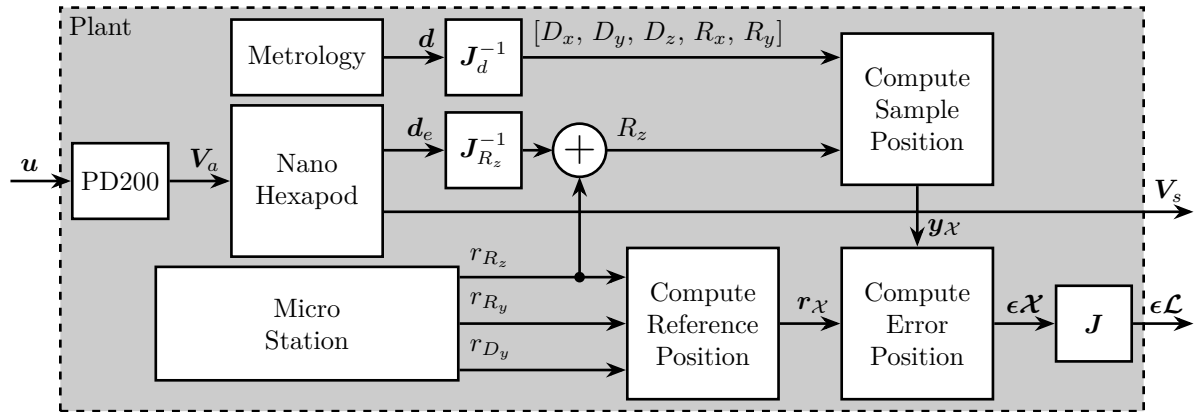 Plant
Metrology
d
J_d^{-1}
[D_x, D_y, D_z, R_x, R_y]
Compute
Sample
Position
u
PD200
V_a
Nano
Hexapod
d_e
J_{R_z}^{-1}
+
R_z
V_s
y_𝒳
Micro
Station
r_{R_z}
r_{R_y}
r_{D_y}
Compute
Reference
Position
r_𝒳
Compute
Error
Position
ϵ𝒳
J
ϵℒ